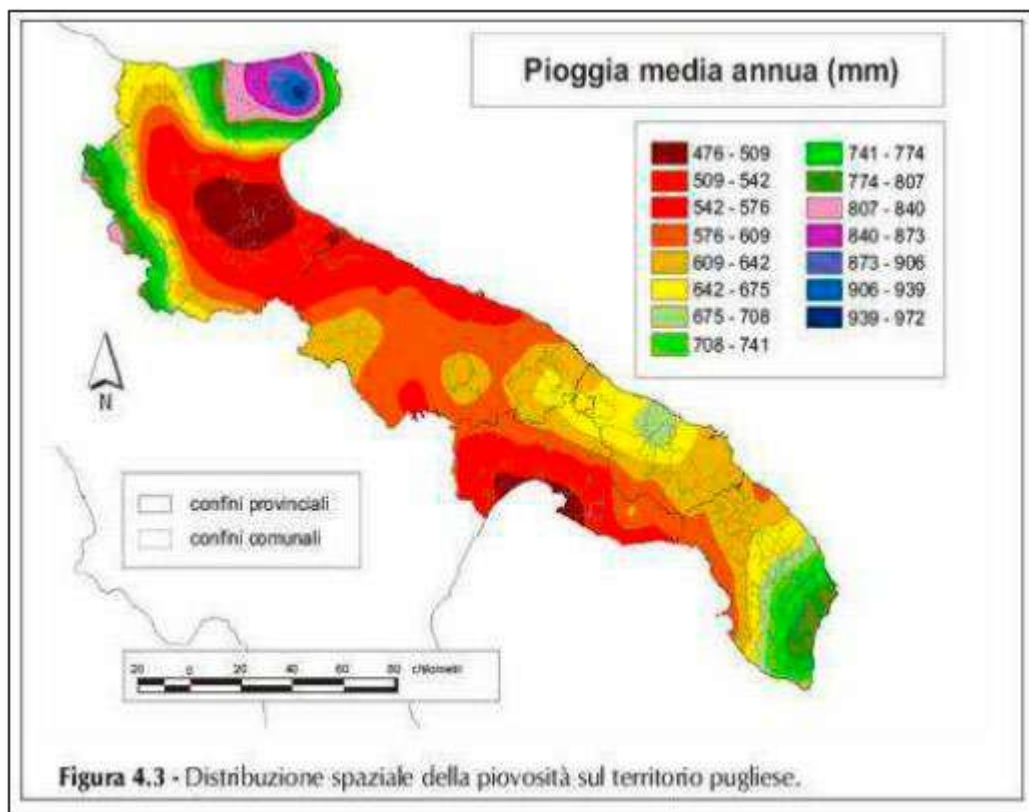 Pioggia media annua (mm)
476 - 509
509 - 542
542 - 576
576 - 609
609 - 642
642 - 675
675 - 708
708 - 741
741 - 774
774 - 807
807 - 840
840 - 873
873 - 906
906 - 939
939 - 972
N
confini provinciali
confini comunali
20 0 20 40 60 80 chilometri
Figura 4.3 - Distribuzione spaziale della piovosità sul territorio pugliese.